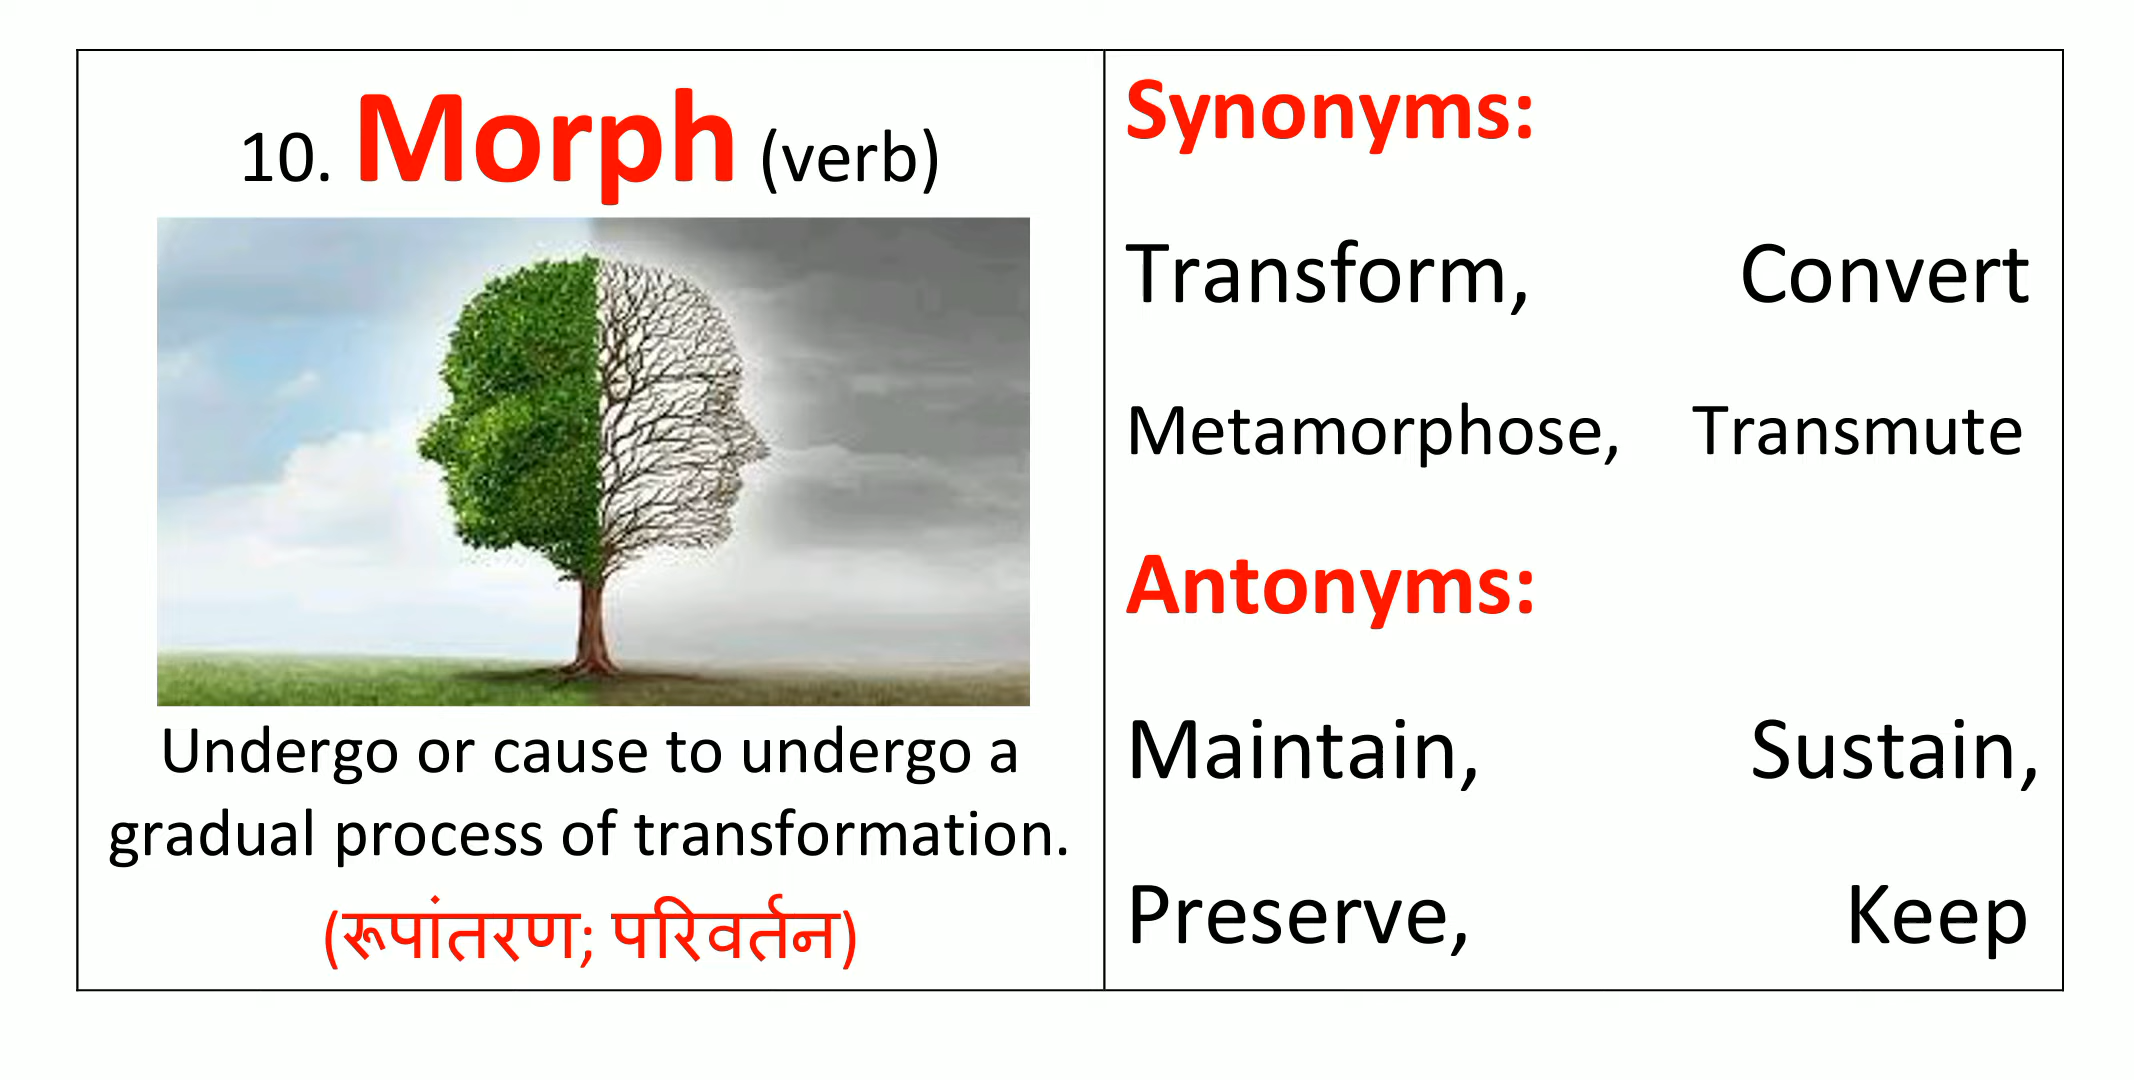 10. Morph (verb)
Undergo or cause to undergo a
gradual process of transformation.
(रूपांतरण; परिवर्तन)
Synonyms:
Transform, Convert
Metamorphose, Transmute
Antonyms:
Maintain, Sustain,
Preserve, Keep